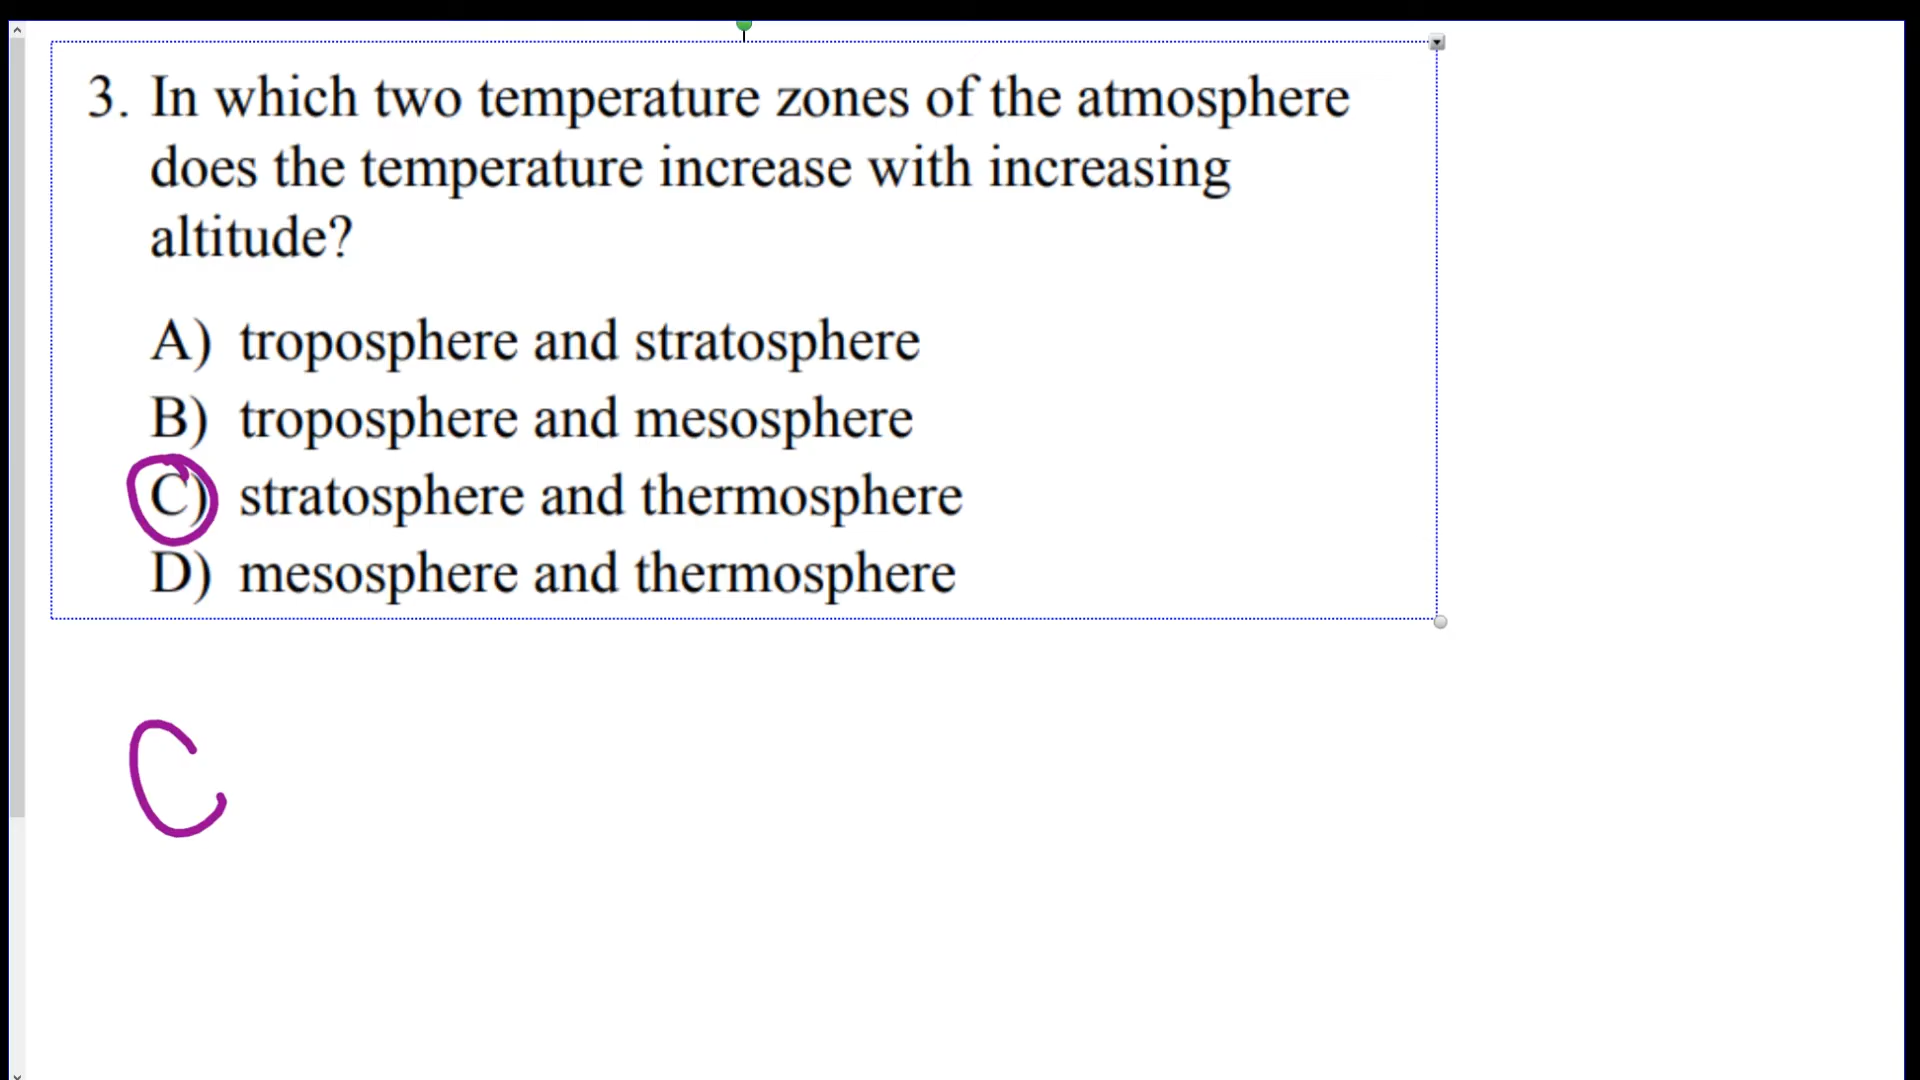 3. In which two temperature zones of the atmosphere
does the temperature increase with increasing
altitude?
A) troposphere and stratosphere
B) troposphere and mesosphere
C) stratosphere and thermosphere
D) mesosphere and thermosphere
C